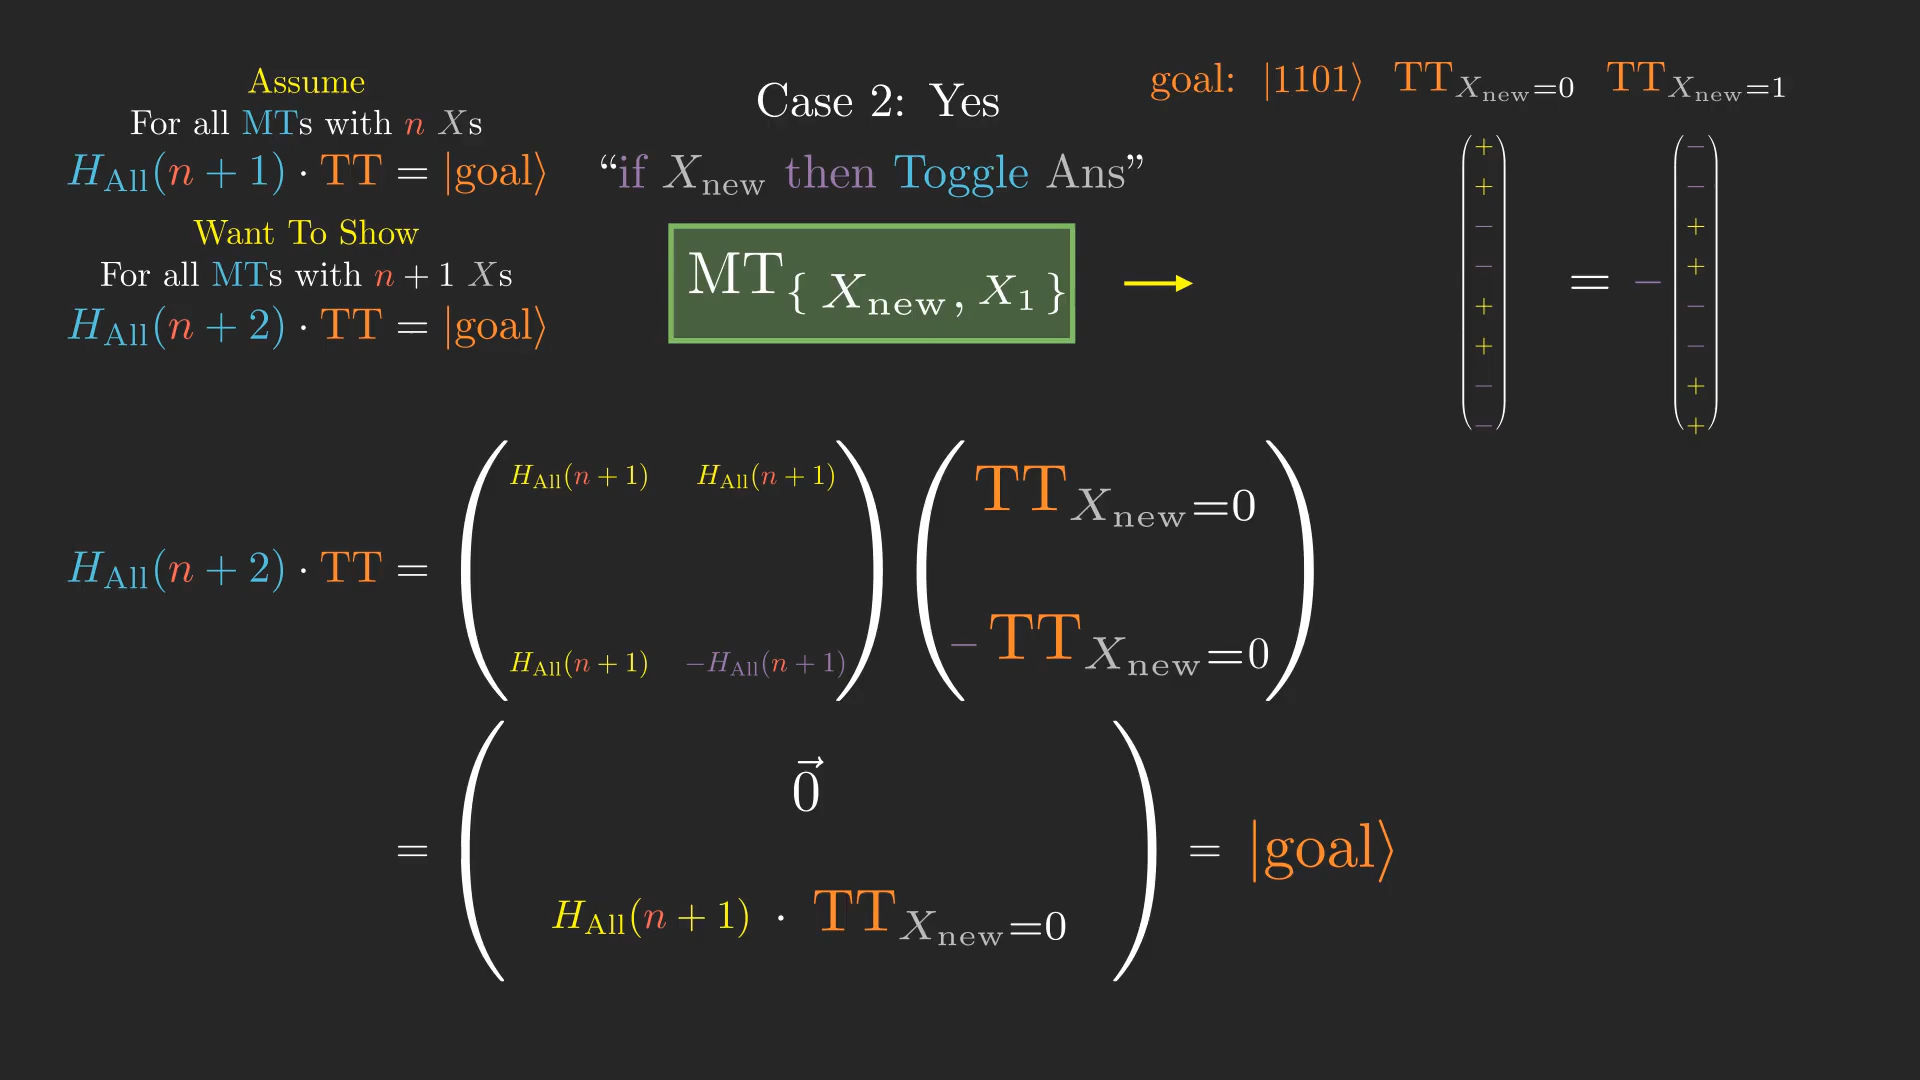 Assume
For all MTs with n Xs
H_All(n + 1) · TT = |goal⟩
Want To Show
For all MTs with n + 1 Xs
H_All(n + 2) · TT = |goal⟩
Case 2: Yes
“if X_new then Toggle Ans”
MT_{ X_new, X_1 }
goal: |1101⟩ TT_{X_new=0} TT_{X_new=1}
+ −
+ −
− +
− +
= −
+ −
+ −
− +
− +
H_All(n + 2) · TT =
H_All(n + 1) H_All(n + 1)
H_All(n + 1) −H_All(n + 1)
TT_{X_new=0}
− TT_{X_new=0}
=
0⃗
H_All(n + 1) · TT_{X_new=0}
= |goal⟩